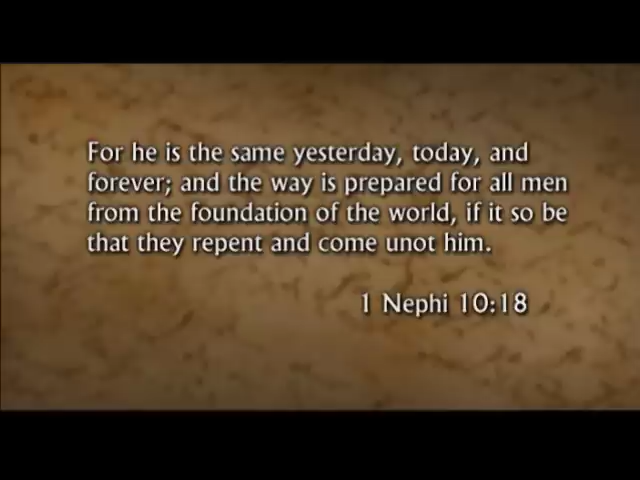 For he is the same yesterday, today, and
forever; and the way is prepared for all men
from the foundation of the world, if it so be
that they repent and come unot him.
1 Nephi 10:18